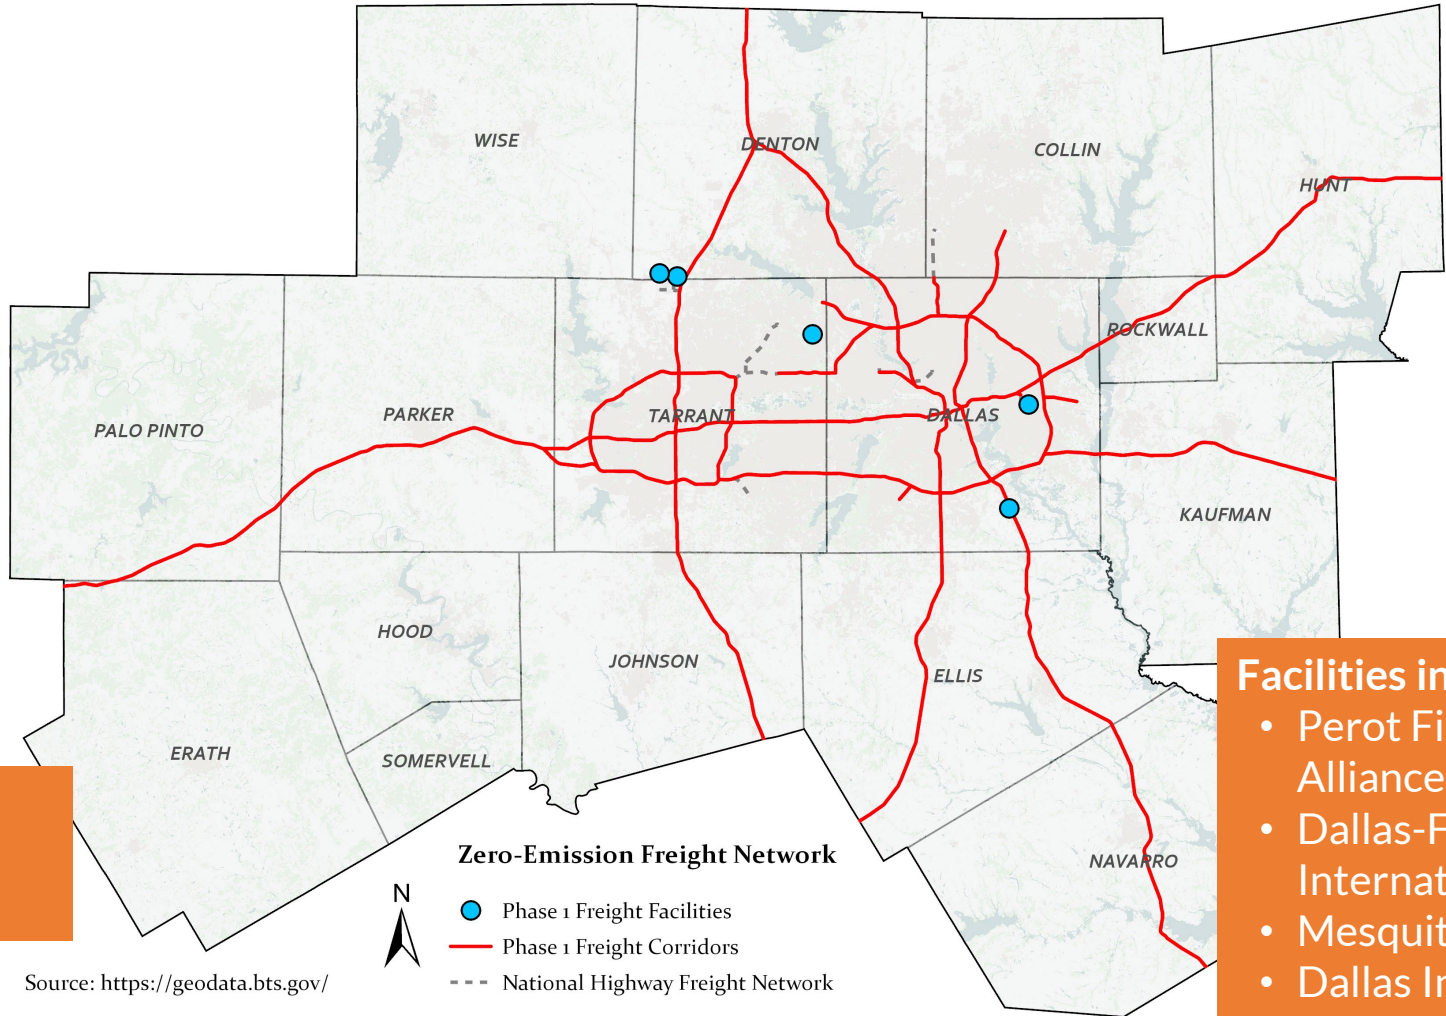 WISE
DENTON
COLLIN
HUNT
ROCKWALL
PALO PINTO
PARKER
TARRANT
DALLAS
KAUFMAN
HOOD
JOHNSON
ELLIS
ERATH
SOMERVELL
NAVARRO
Zero-Emission Freight Network
N
Phase 1 Freight Facilities
Phase 1 Freight Corridors
National Highway Freight Network
Source: https://geodata.bts.gov/
Facilities in
• Perot Fi
Alliance
• Dallas-F
Internat
• Mesquit
• Dallas In